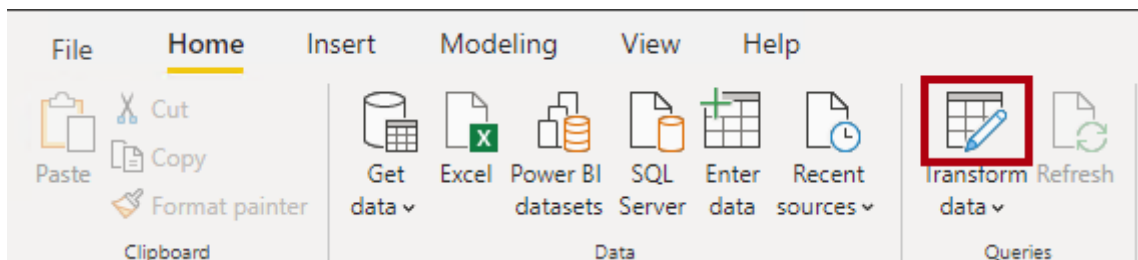 File Home Insert Modeling View Help
Cut
Copy
Format painter
Paste
Get data
Excel
Power BI datasets
SQL Server
Enter data
Recent sources
Transform data
Refresh
Clipboard
Data
Queries